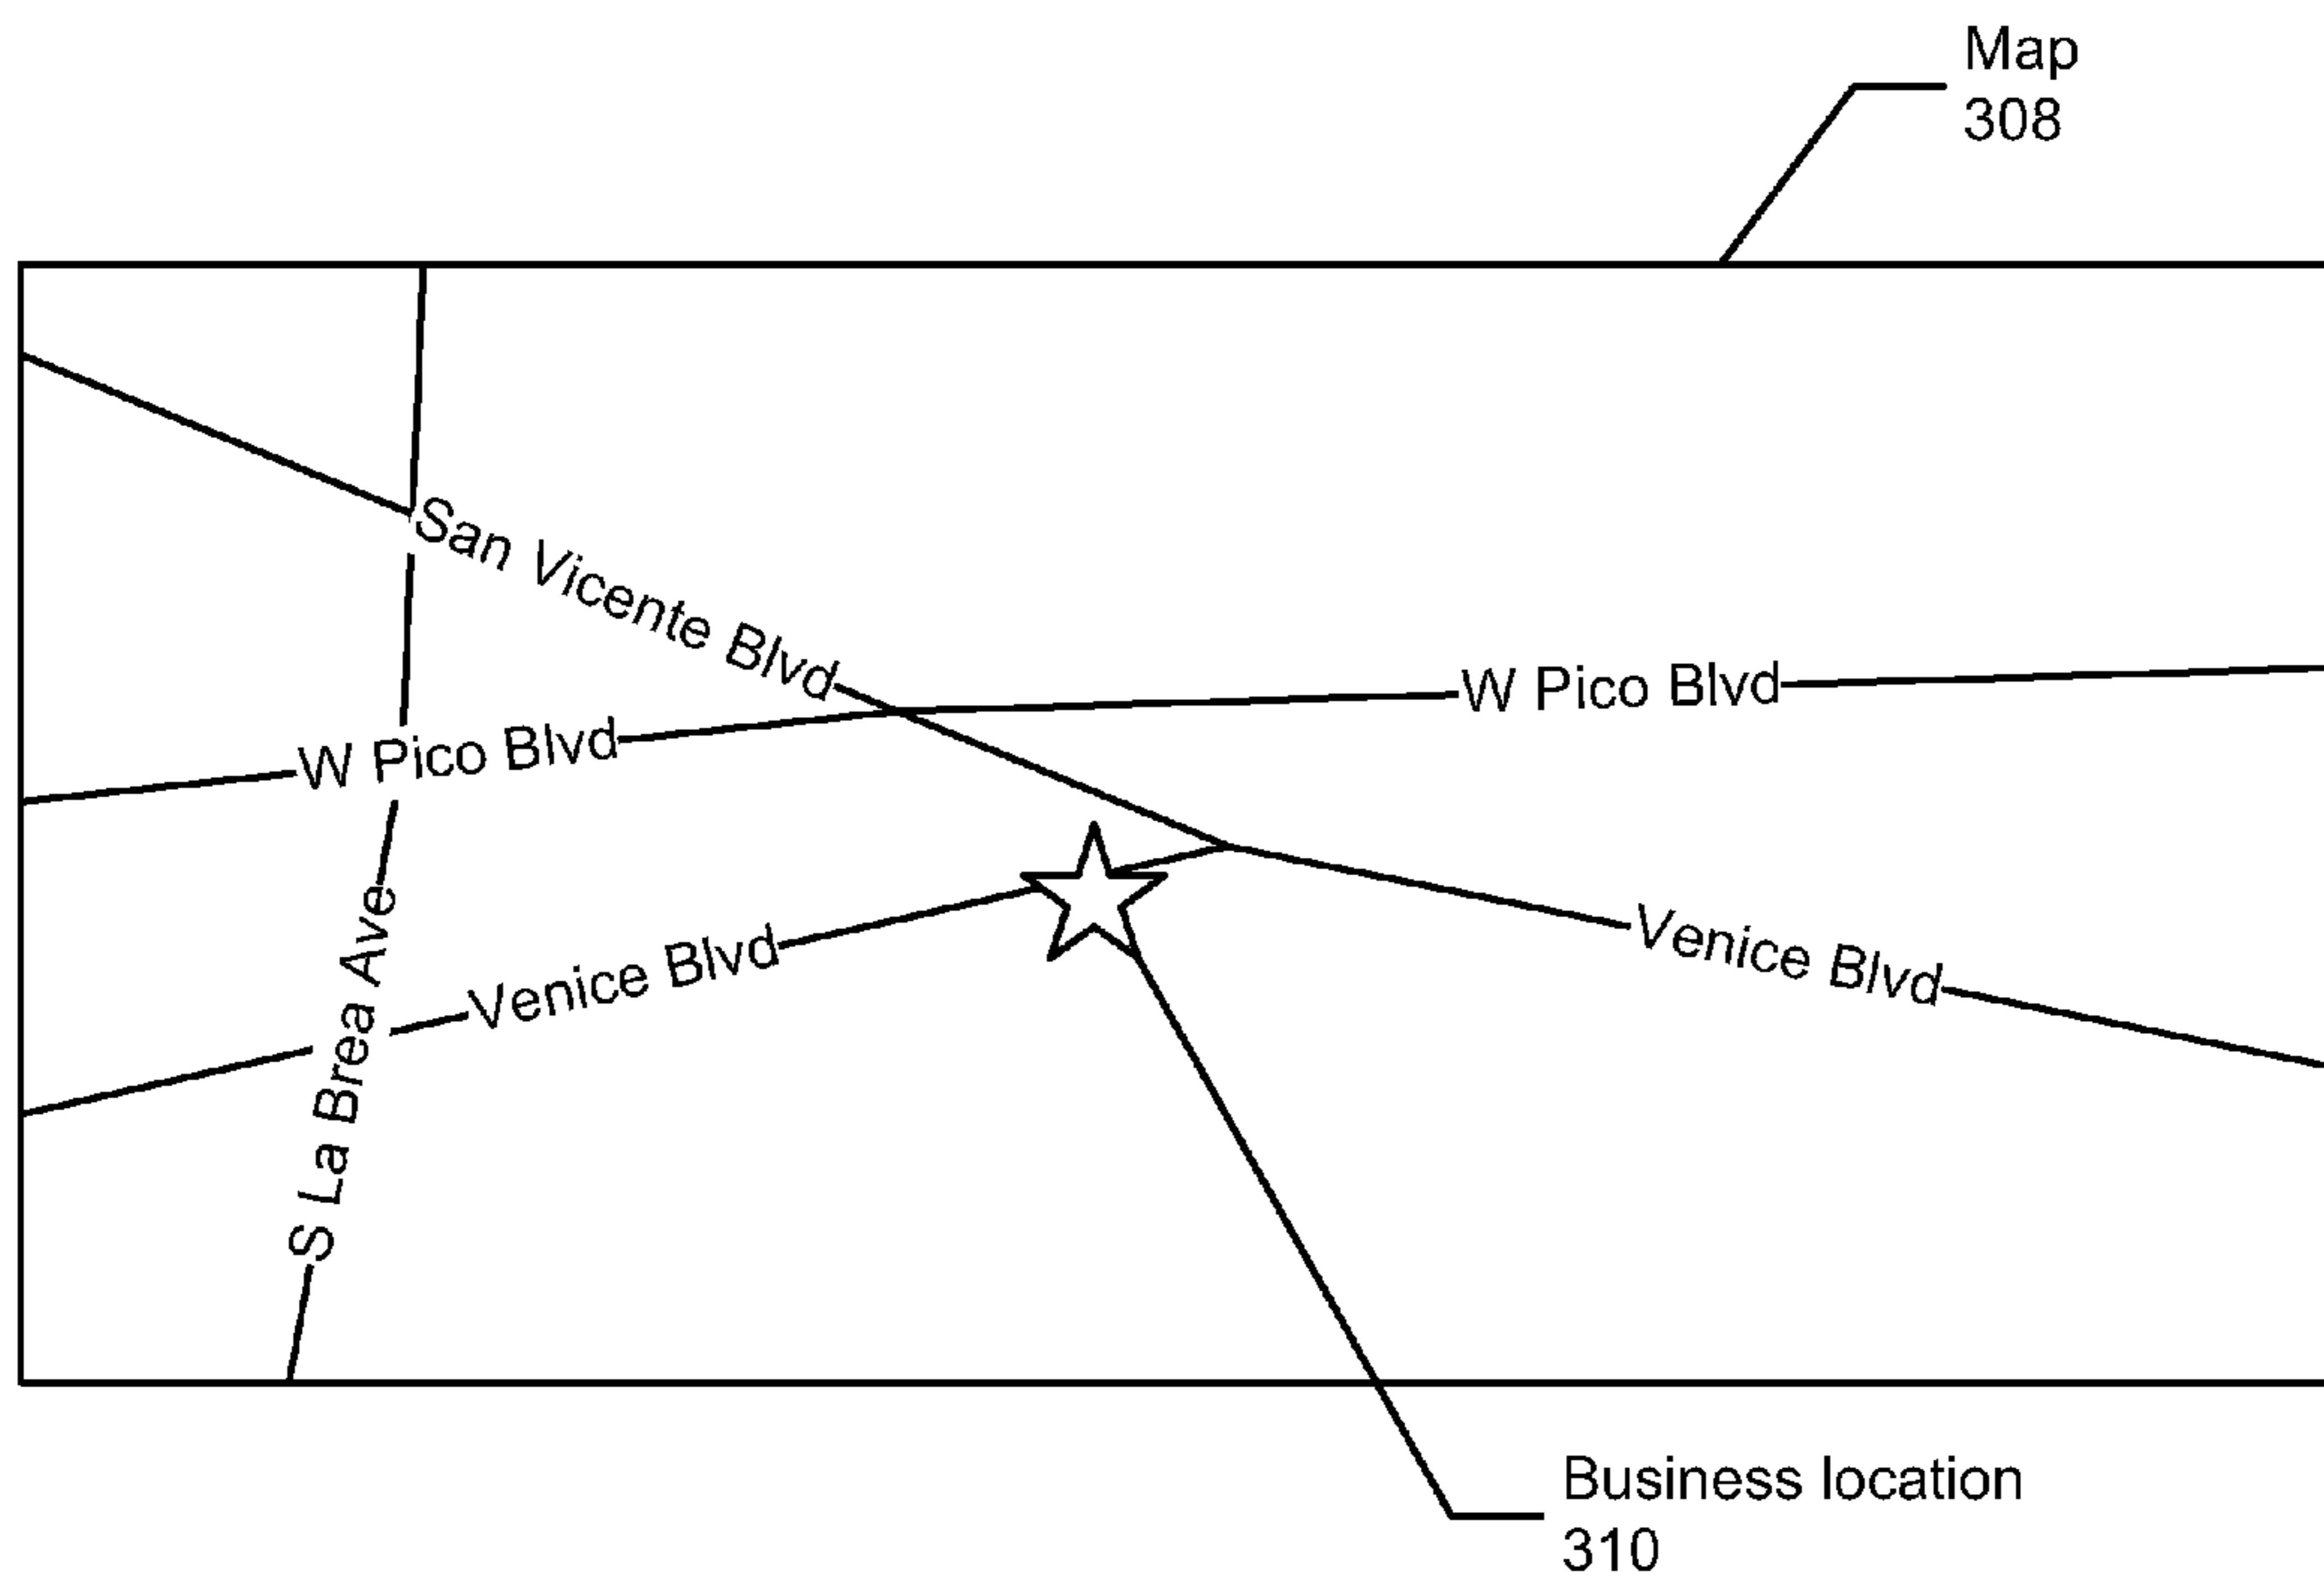 Map
308
San Vicente Blvd
W Pico Blvd
W Pico Blvd
S La Brea Ave
Venice Blvd
Venice Blvd
Business location
310